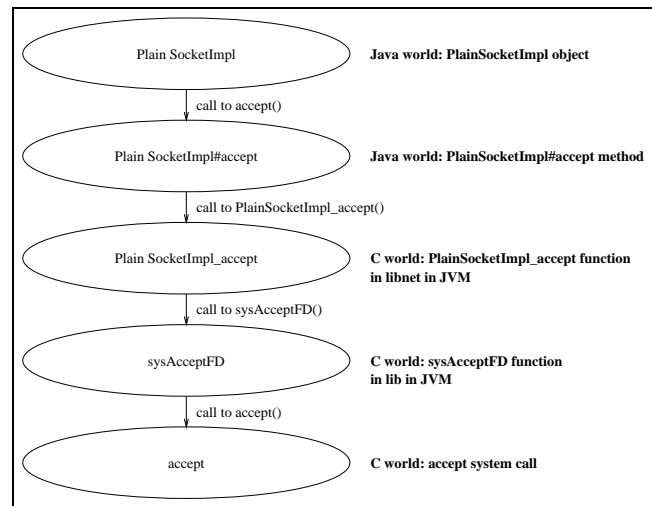 Plain SocketImpl
Java world: PlainSocketImpl object
call to accept()
Plain SocketImpl#accept
Java world: PlainSocketImpl#accept method
call to PlainSocketImpl_accept()
Plain SocketImpl_accept
C world: PlainSocketImpl_accept function
in libnet in JVM
call to sysAcceptFD()
sysAcceptFD
C world: sysAcceptFD function
in lib in JVM
call to accept()
accept
C world: accept system call